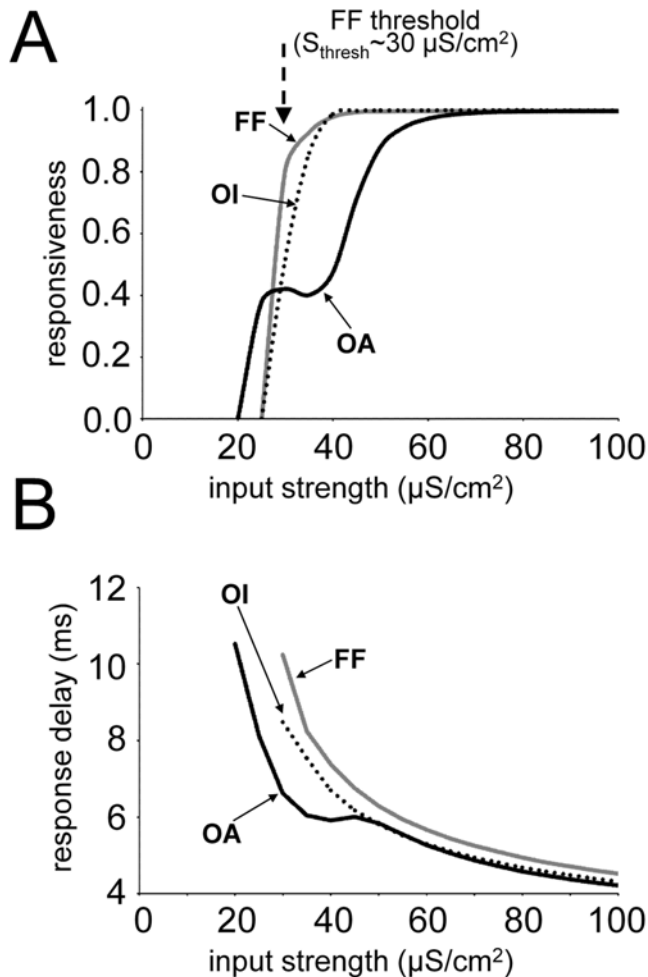 A
FF threshold
(Sthresh~30 µS/cm²)
1.0
FF
0.8
OI
0.6
0.4
OA
0.2
0.0
responsiveness
0 20 40 60 80 100
input strength (µS/cm²)
B
12
OI
10
FF
8
6
OA
4
response delay (ms)
0 20 40 60 80 100
input strength (µS/cm²)